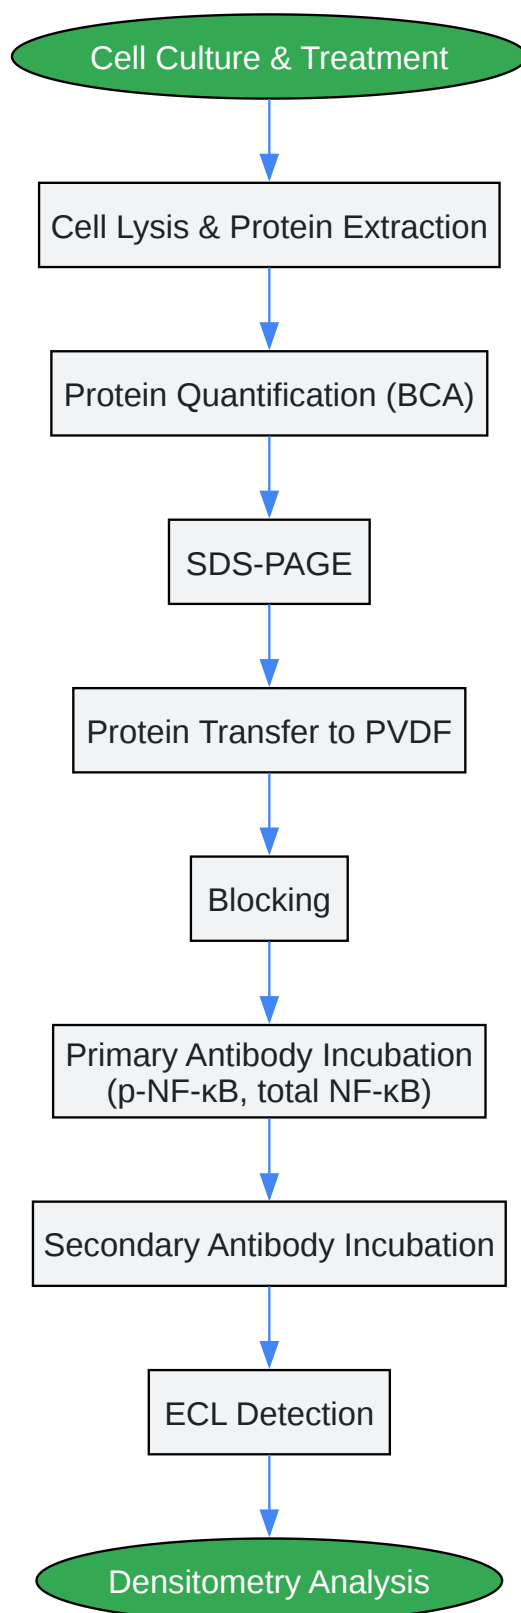 Cell Culture & Treatment
Cell Lysis & Protein Extraction
Protein Quantification (BCA)
SDS-PAGE
Protein Transfer to PVDF
Blocking
Primary Antibody Incubation
(p-NF-κB, total NF-κB)
Secondary Antibody Incubation
ECL Detection
Densitometry Analysis